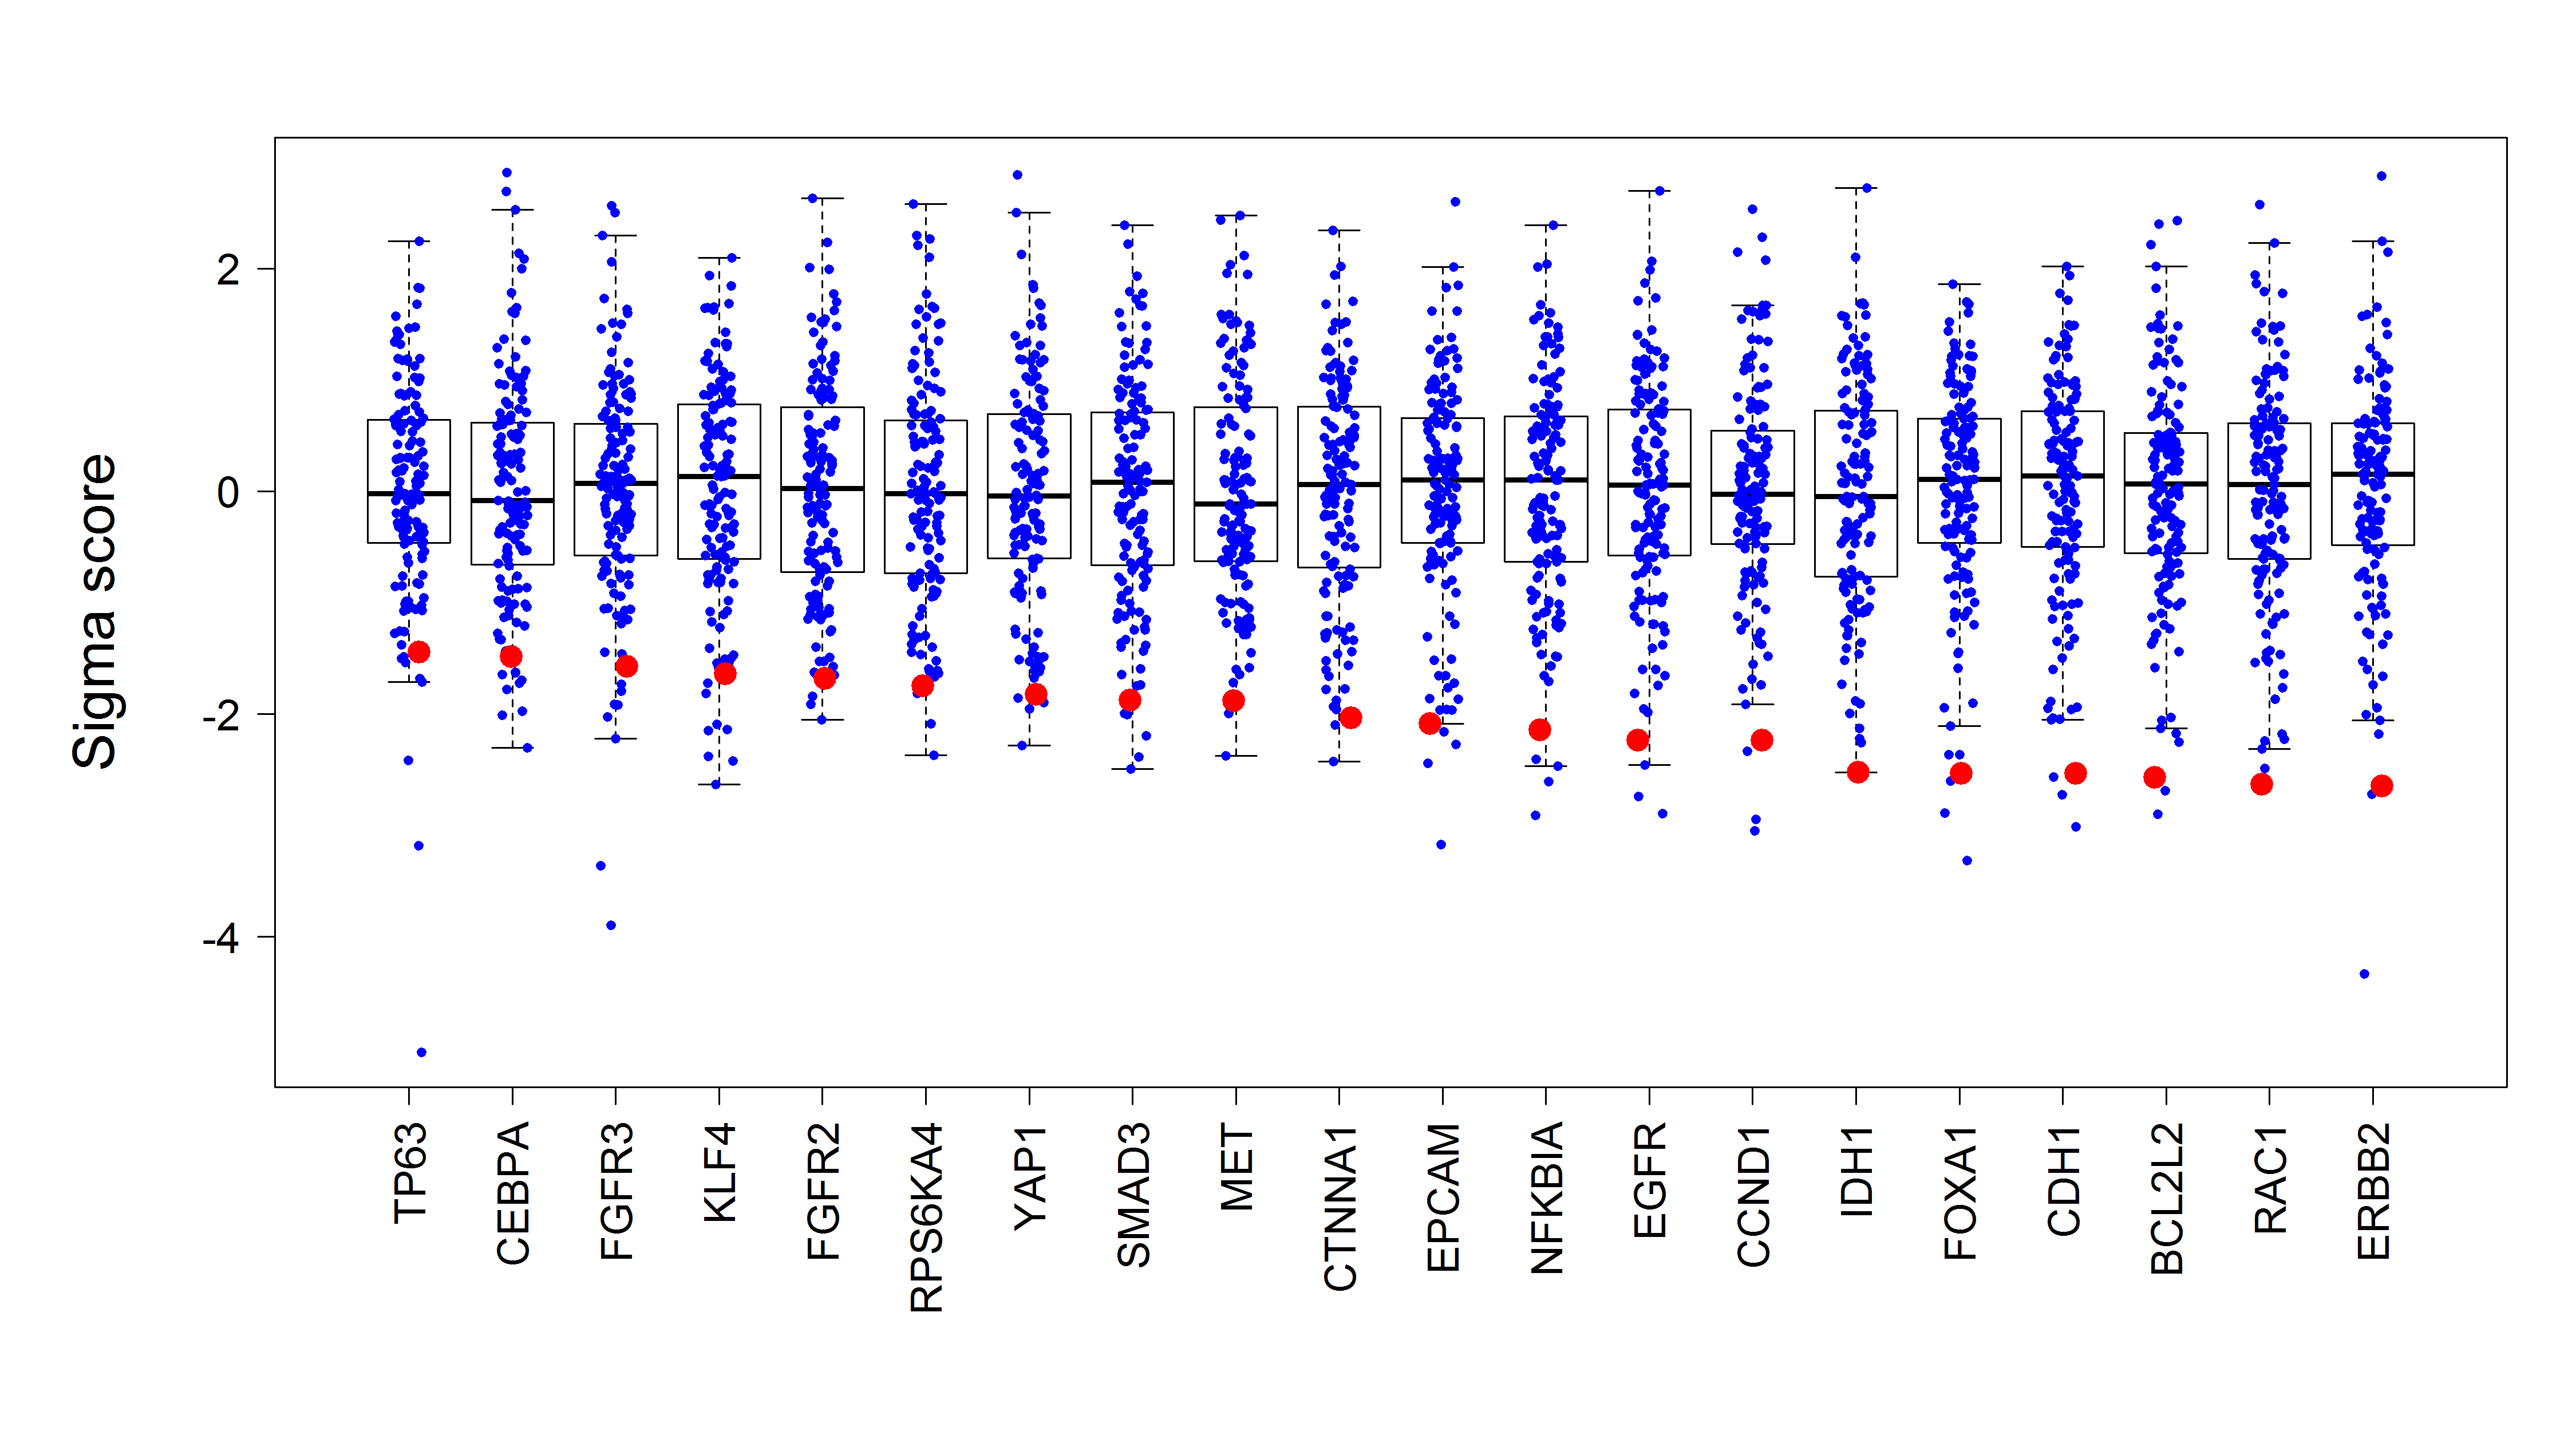 Sigma score
2
0
-2
-4
TP63
CEBPA
FGFR3
KLF4
FGFR2
RPS6KA4
YAP1
SMAD3
MET
CTNNA1
EPCAM
NFKBIA
EGFR
CCND1
IDH1
FOXA1
CDH1
BCL2L2
RAC1
ERBB2